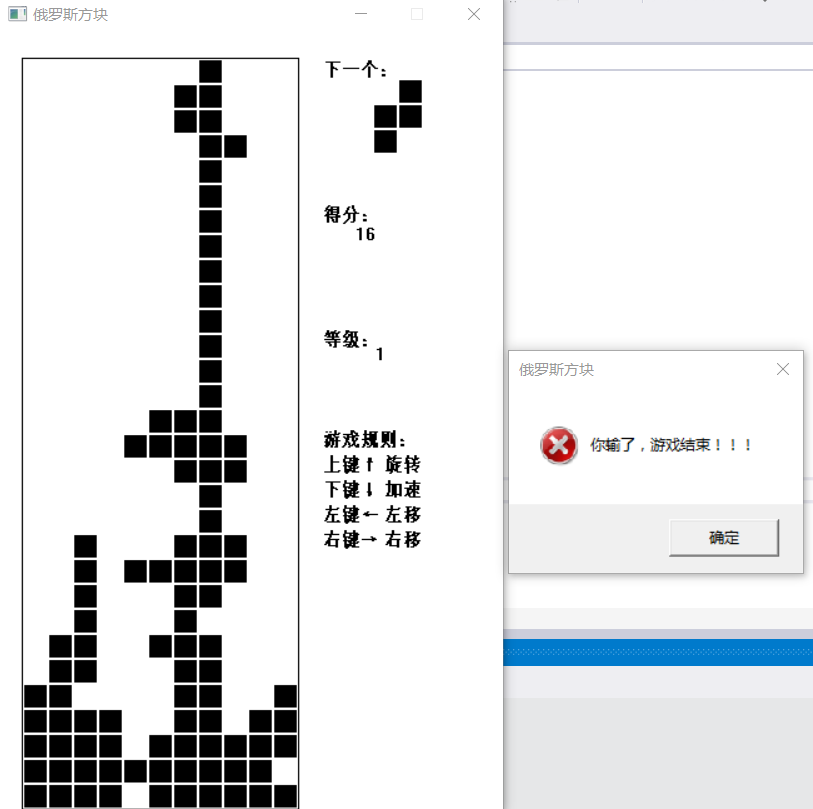 俄罗斯方块
下一个：
得分：
16
等级：
1
游戏规则：
上键↑ 旋转
下键↓ 加速
左键← 左移
右键→ 右移
俄罗斯方块
你输了，游戏结束！！！
确定